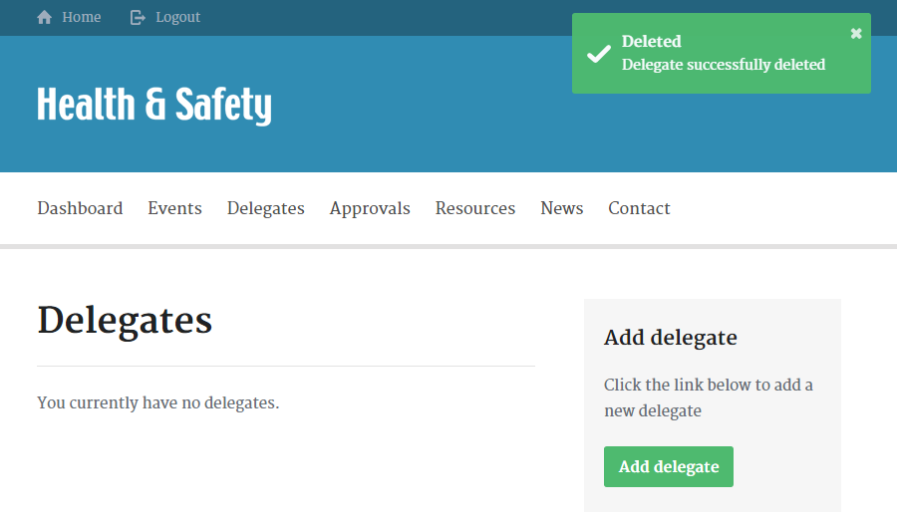 Home Logout
Deleted
Delegate successfully deleted
Health & Safety
Dashboard Events Delegates Approvals Resources News Contact
Delegates
You currently have no delegates.
Add delegate
Click the link below to add a
new delegate
Add delegate